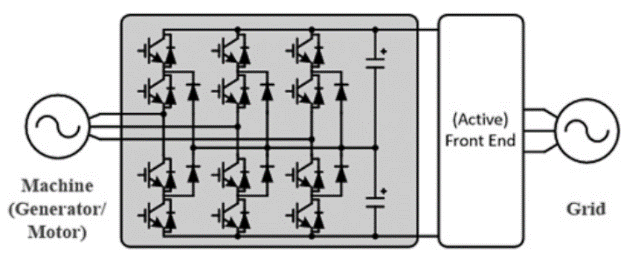 Machine
(Generator/
Motor)
+
+
(Active)
Front End
Grid